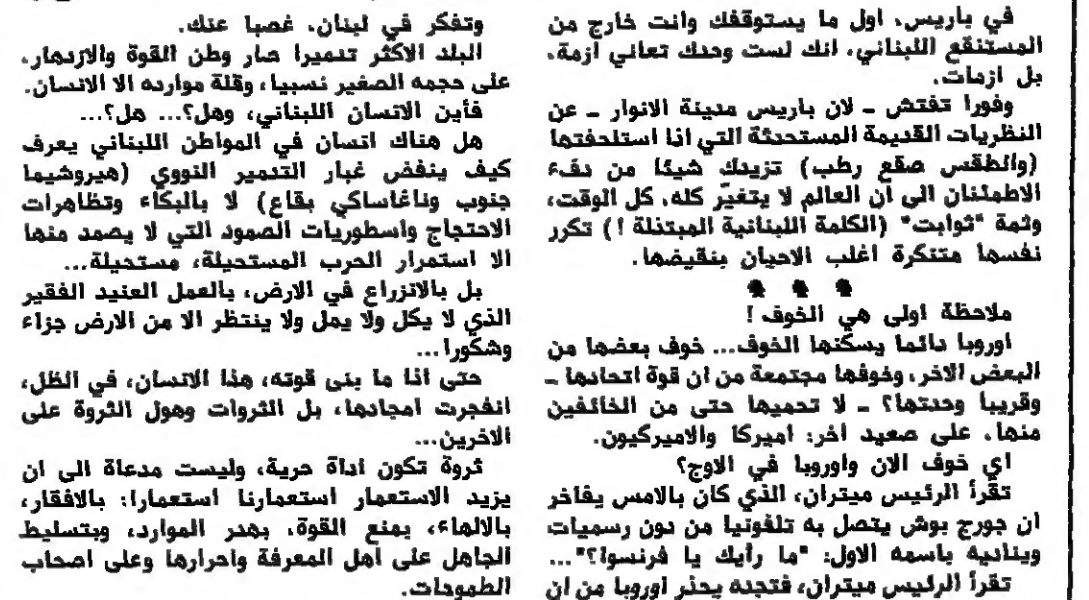 في باريس، اول ما يستوقفك وانت خارج من
المستنقع اللبناني، انك لست وحدك تعاني ازمة،
بل ازمات.
وفورا تفتش ـ لان باريس مدينة الانوار ـ عن
النظريات القديمة المستحدثة التي اذا استلحفتها
(والطقس صقع رطب) تزيدك شيئا من دفء
الاطمئنان الى ان العالم لا يتغيّر كله، كل الوقت،
وثمة "ثوابت" (الكلمة اللبنانية المبتذلة !) تكرر
نفسها متنكرة اغلب الاحيان بنقيضها.
ملاحظة اولى هي الخوف !
اوروبا دائما يسكنها الخوف... خوف بعضها من
البعض الاخر، وخوفها مجتمعة من ان قوة اتحادها ـ
وقريبا وحدتها؟ ـ لا تحميها حتى من الخائفين
منها، على صعيد آخر: اميركا والاميركيون.
اي خوف الان واوروبا في الاوج؟
تقرأ الرئيس ميتران، الذي كان بالامس يفاخر
ان جورج بوش يتصل به تلفونيا من دون رسميات
ويناديه باسمه الاول: "ما رأيك يا فرنسوا؟"...
تقرأ الرئيس ميتران، فتجده يحذر اوروبا من ان
وتفكر في لبنان، غصبا عنك.
البلد الاكثر تدميرا صار وطن القوة والازدهار،
على حجمه الصغير نسبيا، وقلة موارده الا الانسان.
فأين الانسان اللبناني، وهل؟... هل؟...
هل هناك انسان في المواطن اللبناني يعرف
كيف ينفض غبار التدمير النووي (هيروشيما
جنوب وناغاساكي بقاع) لا بالبكاء وتظاهرات
الاحتجاج واسطوريات الصمود التي لا يصمد منها
الا استمرار الحرب المستحيلة، مستحيلة...
بل بالانزراع في الارض، بالعمل العنيد الفقير
الذي لا يكل ولا يمل ولا ينتظر الا من الارض جزاء
وشكورا...
حتى اذا ما بنى قوته، هذا الانسان، في الظل،
انفجرت امجادها، بل الثروات وهول الثروة على
الاخرين...
ثروة تكون اداة حرية، وليست مدعاة الى ان
يزيد الاستعمار استعمارنا استعمارا: بالافقار،
بالالهاء، بمنع القوة، بهدر الموارد، وبتسليط
الجاهل على اهل المعرفة واحرارها وعلى اصحاب
الطموحات.